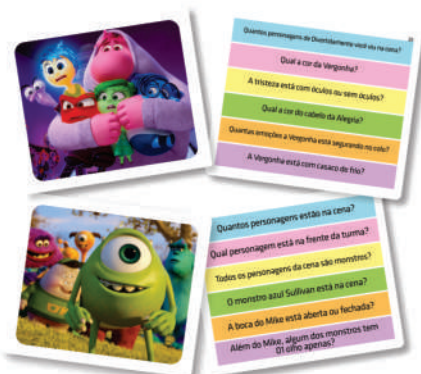 Quantos personagens de Divertidamente você viu na cena?
Qual a cor da Vergonha?
A tristeza está com óculos ou sem óculos?
Qual a cor do cabelo da Alegria?
Quantas emoções a Vergonha esta segurando no colo?
A Vergonha está com casaco de frio?
Quantos personagens estão na cena?
Qual personagem está na frente da turma?
Todos os personagens da cena são monstros?
O monstro azul Sullivan está na cena?
A boca do Mike está aberta ou fechada?
Além do Mike, algum dos monstros tem
01 olho apenas?